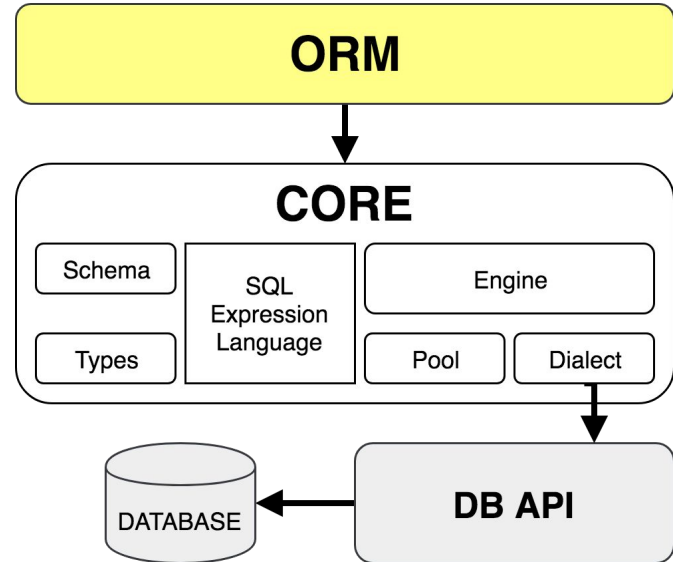 ORM
CORE
Schema
SQL
Expression
Language
Engine
Types
Pool
Dialect
DATABASE
DB API